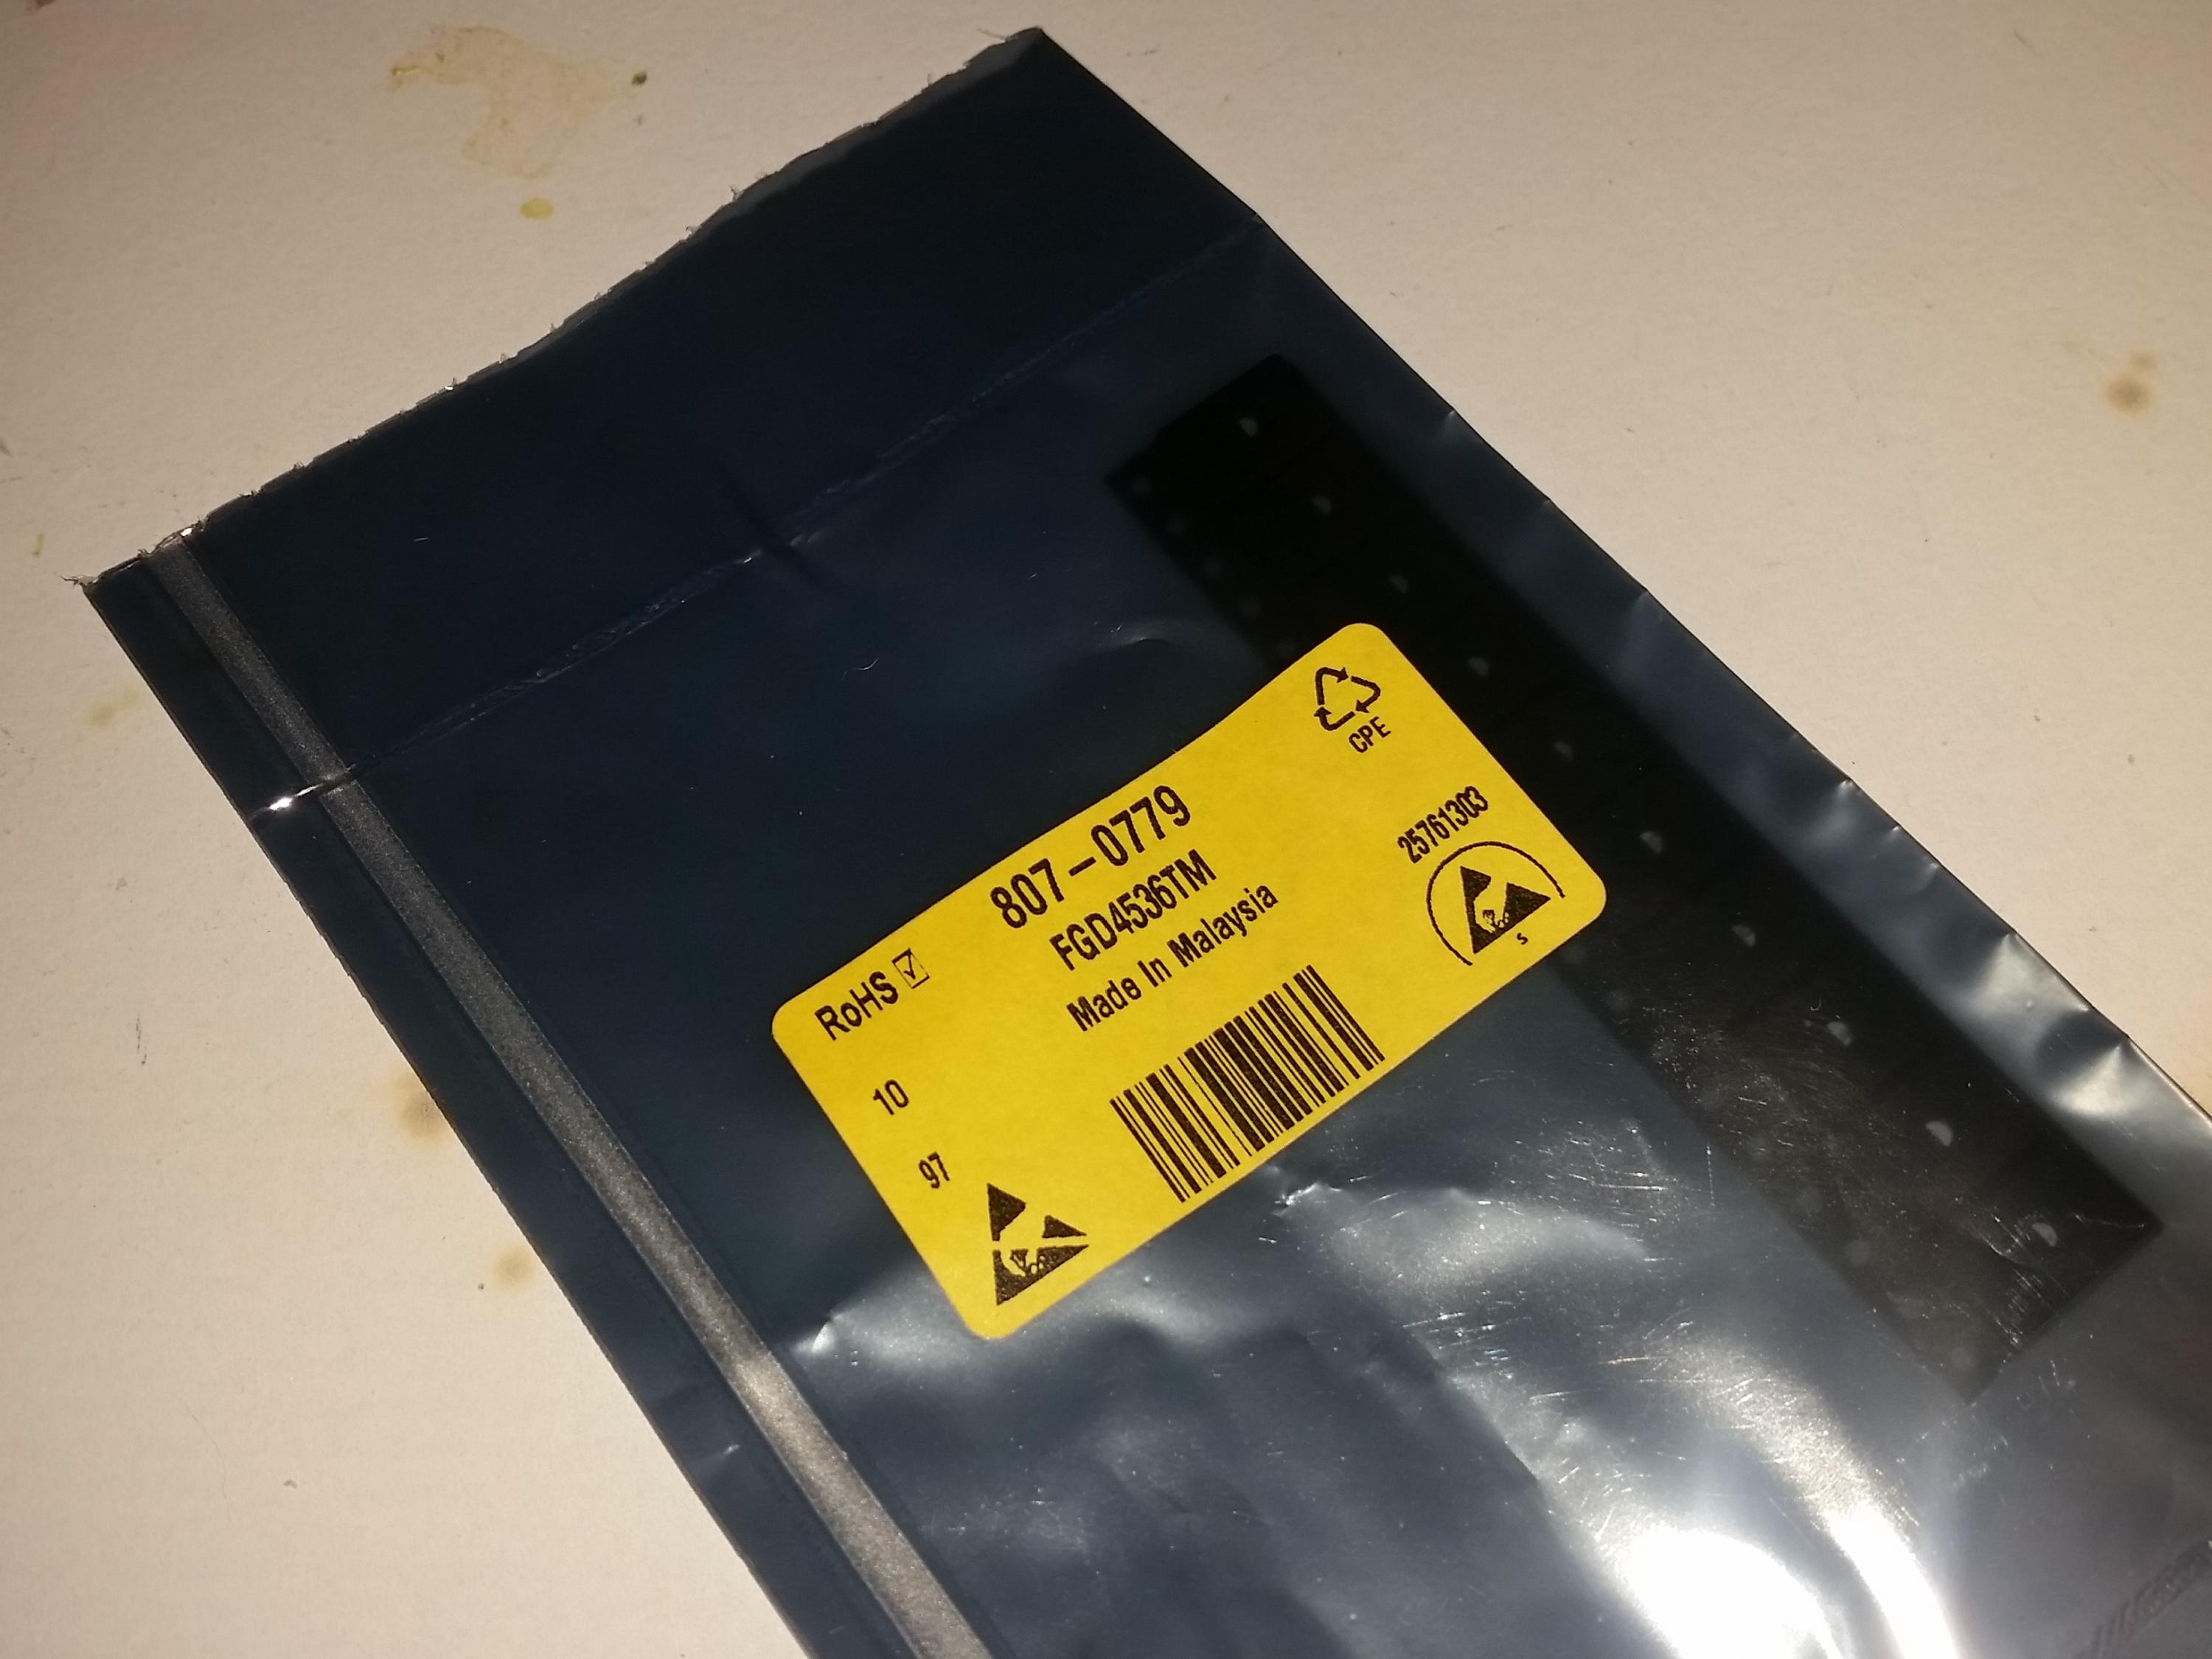 CPE
807-0779
FGD4536TM
Made In Malaysia
RoHS
25761303
10
97
S